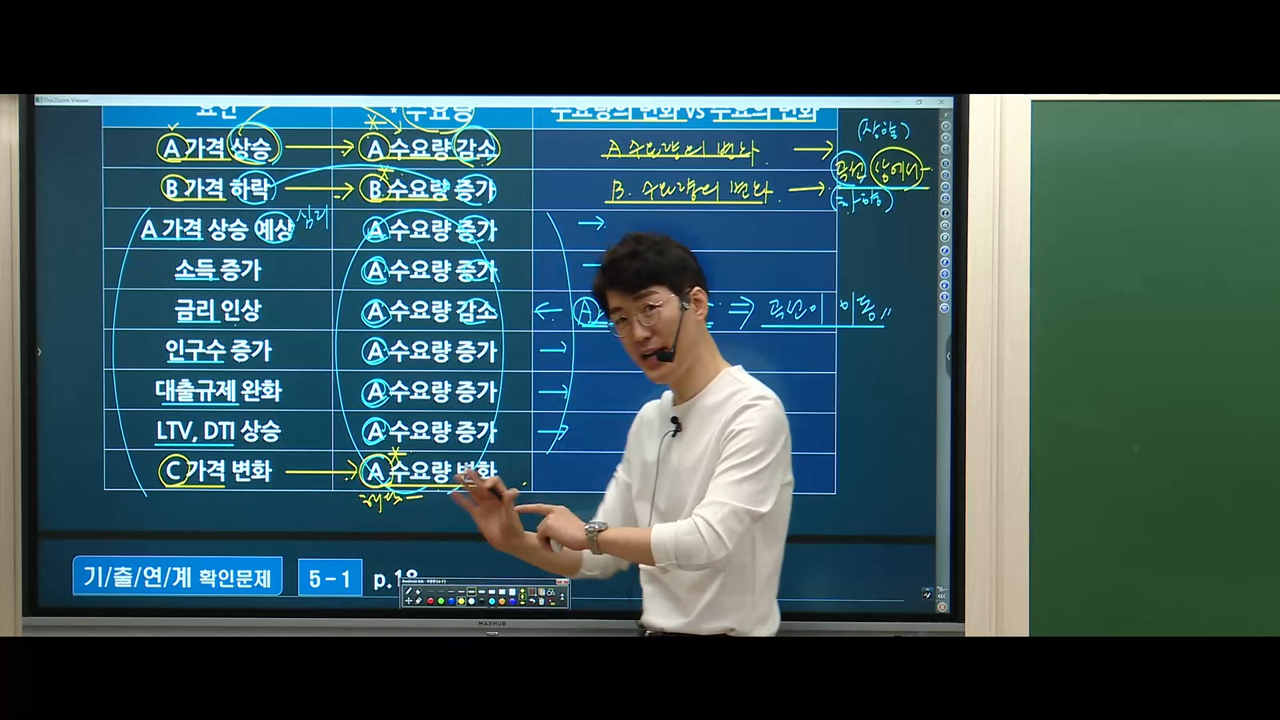 DocZoom Viewer
요인 수요량 수요량의 변화 vs 수요의 변화
(상향)
A 가격 상승 → A 수요량 감소 A 수요량의 변화 → 곡선 상에서
B 가격 하락 → B 수요량 증가 B. 수요량의 변화 →
A 가격 상승 예상 심리 A 수요량 증가 →
소득 증가 A 수요량 증가
금리 인상 A 수요량 감소 ← A ⇒ 곡선이 이동"
인구수 증가 A 수요량 증가 →
대출규제 완화 A 수요량 증가 →
LTV, DTI 상승 A 수요량 증가 →
C 가격 변화 → A 수요량 변화
기/출/연/계 확인문제 5-1 p.18
MAXHUB